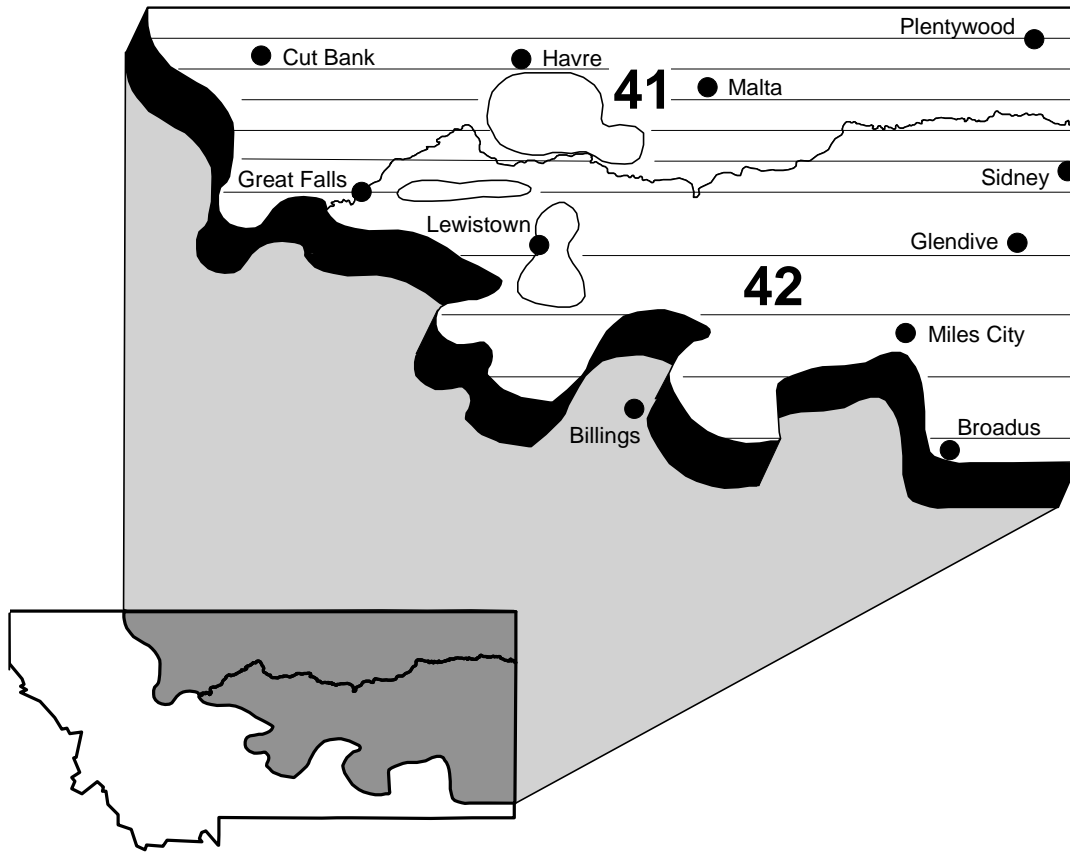 Plentywood
Cut Bank
Havre
41
Malta
Great Falls
Sidney
Lewistown
Glendive
42
Miles City
Billings
Broadus